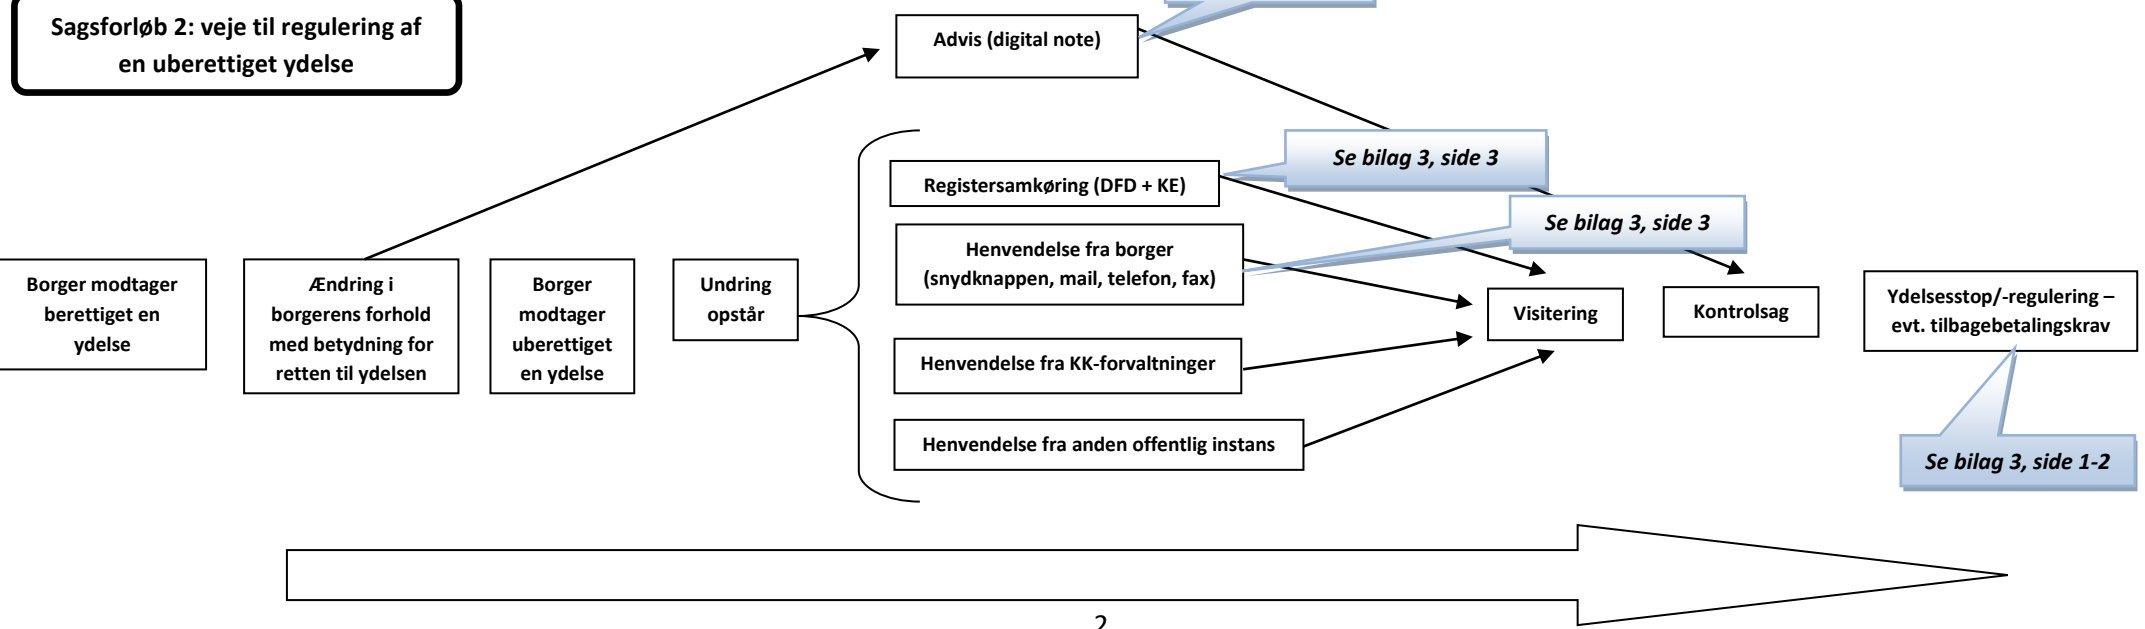 Sagsforløb 2: veje til regulering af
en uberettiget ydelse
Advis (digital note)
Se bilag 3, side 3
Registersamkøring (DFD + KE)
Se bilag 3, side 3
Henvendelse fra borger
(snydknappen, mail, telefon, fax)
Borger modtager
berettiget en
ydelse
Ændring i
borgerens forhold
med betydning for
retten til ydelsen
Borger
modtager
uberettiget
en ydelse
Undring
opstår
Visitering
Kontrolsag
Ydelsesstop/-regulering –
evt. tilbagebetalingskrav
Henvendelse fra KK-forvaltninger
Henvendelse fra anden offentlig instans
Se bilag 3, side 1-2
2